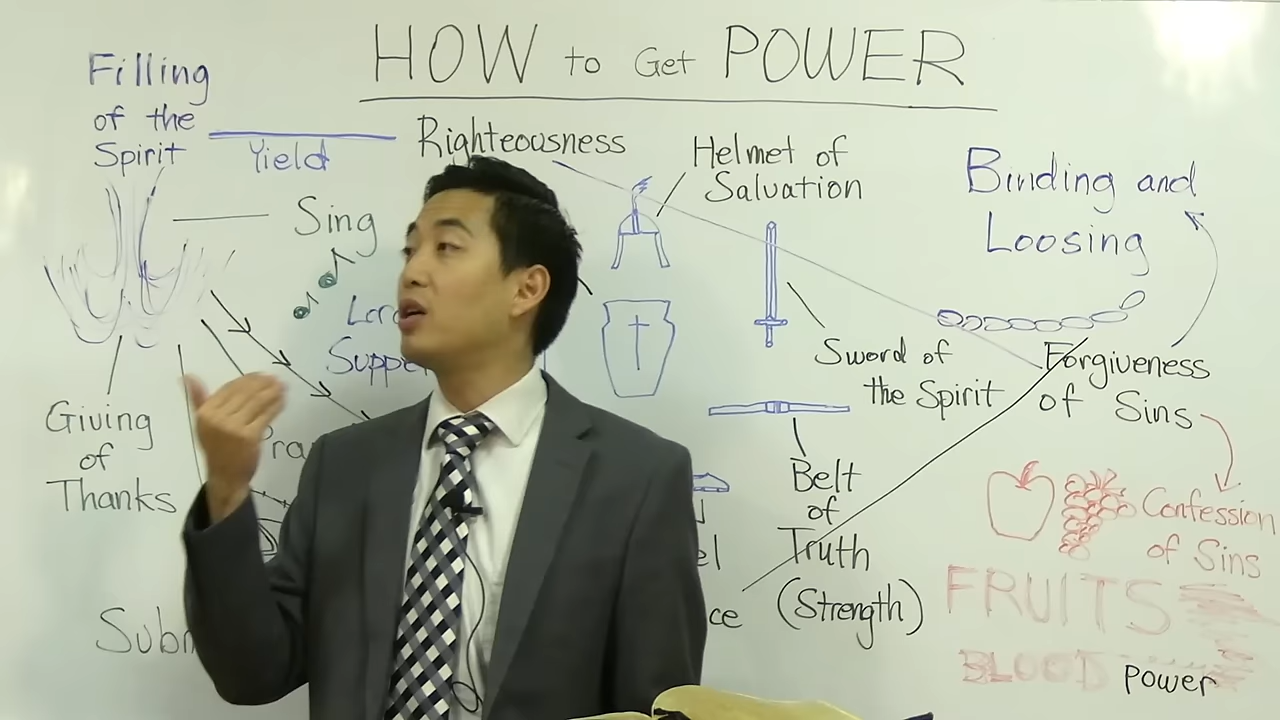 HOW to Get POWER
Filling
of the
Spirit
Yield
Righteousness
Helmet of
Salvation
Binding and
Loosing
Sing
Sword of
the Spirit
Forgiveness
of Sins
Giving
of
Thanks
Belt
of
Truth
(Strength)
Confession
of Sins
FRUITS
BLOOD
Power